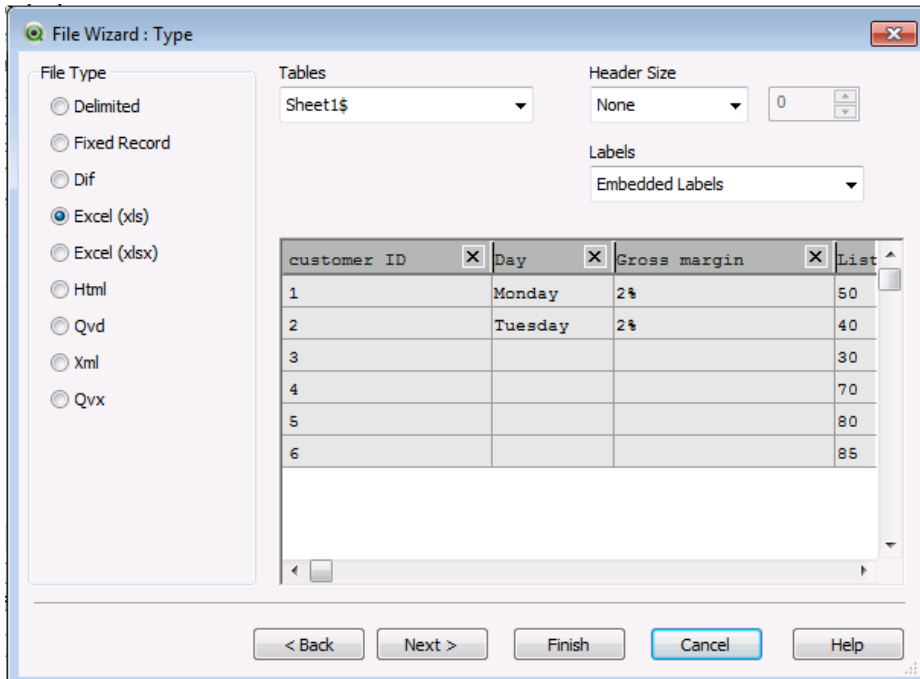 File Wizard : Type
File Type
Delimited
Fixed Record
Dif
Excel (xls)
Excel (xlsx)
Html
Qvd
Xml
Qvx
Tables
Sheet1$
Header Size
None
0
Labels
Embedded Labels
customer ID Day Gross margin List
1 Monday 2% 50
2 Tuesday 2% 40
3 30
4 70
5 80
6 85
< Back Next > Finish Cancel Help